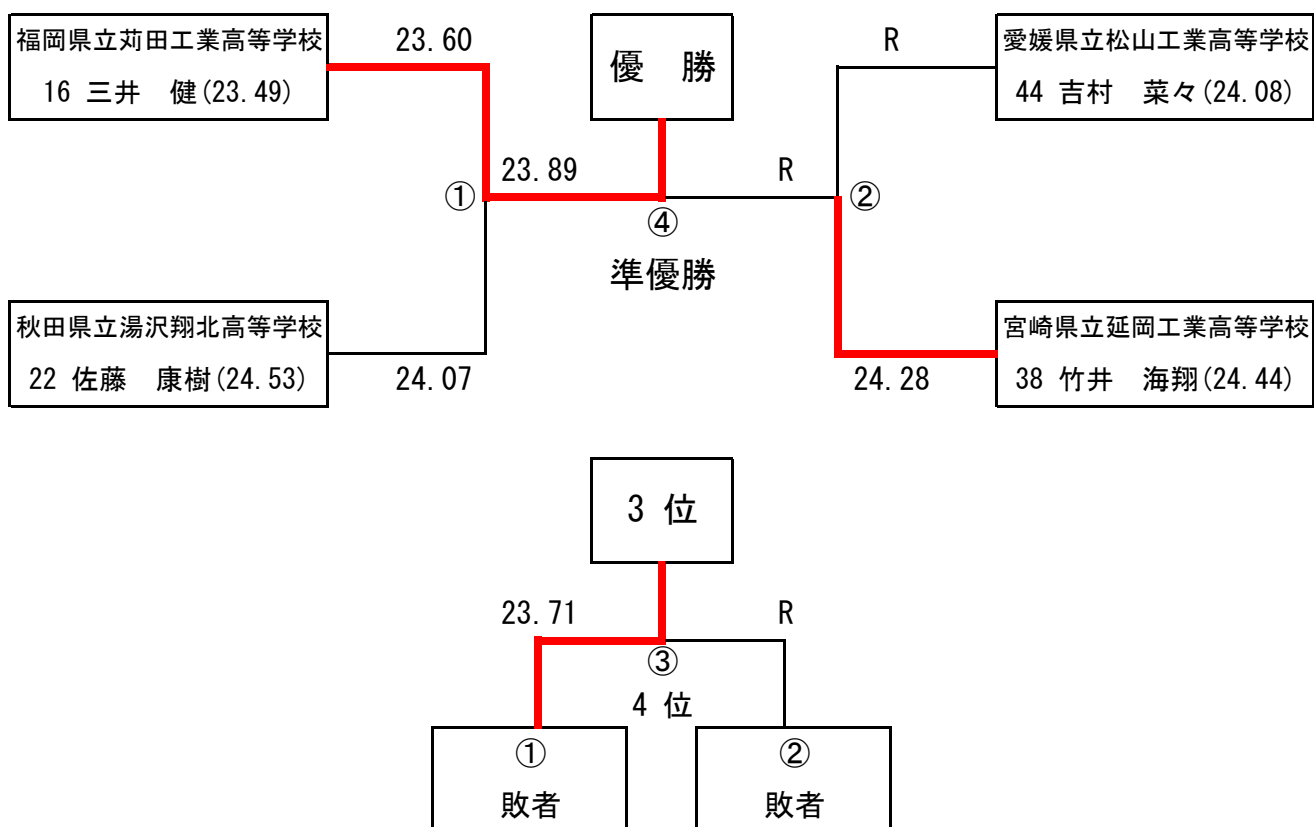 福岡県立苅田工業高等学校
16 三井　健(23.49)
23.60
優　勝
R
愛媛県立松山工業高等学校
44 吉村　菜々(24.08)
①
23.89
④
R
②
準優勝
秋田県立湯沢翔北高等学校
22 佐藤　康樹(24.53)
24.07
24.28
宮崎県立延岡工業高等学校
38 竹井　海翔(24.44)
3 位
23.71
R
③
4 位
①
敗者
②
敗者